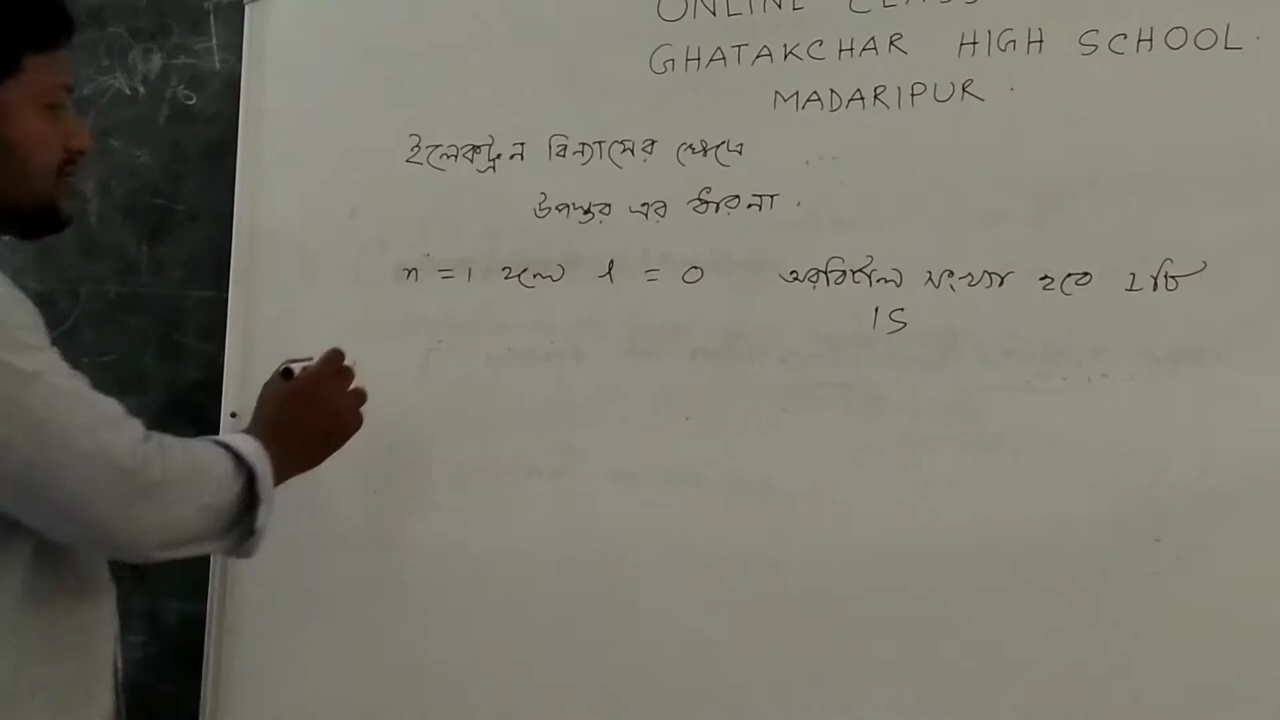 ONLINE CLASS
GHATAKCHAR HIGH SCHOOL.
MADARIPUR.
ইলেকট্রন বিন্যাসের ক্ষেত্রে
উপস্তর এর ধারনা.
n = 1 হলে l = 0 অরবিটাল সংখ্যা হবে 1টি
1S